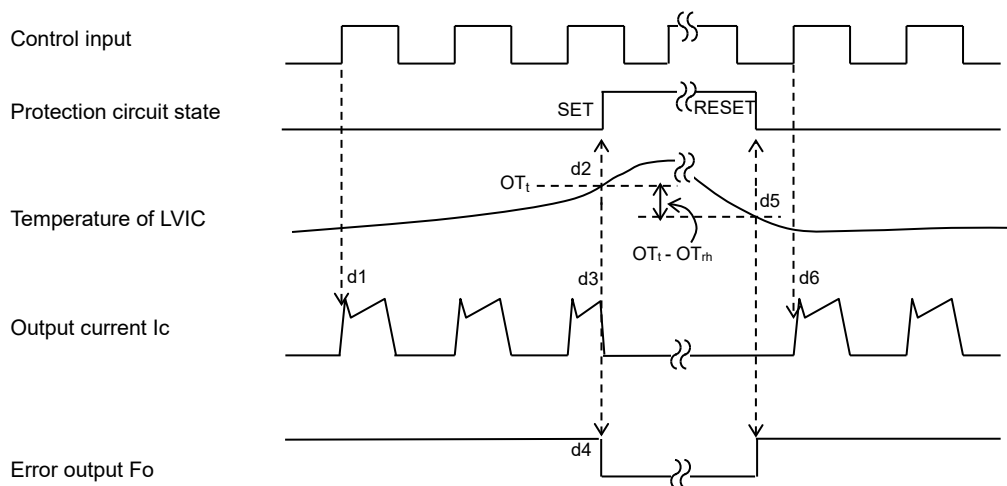 Control input
Protection circuit state
SET
RESET
d2
OTt
d5
Temperature of LVIC
OTt - OTrh
d1
d3
d6
Output current Ic
d4
Error output Fo